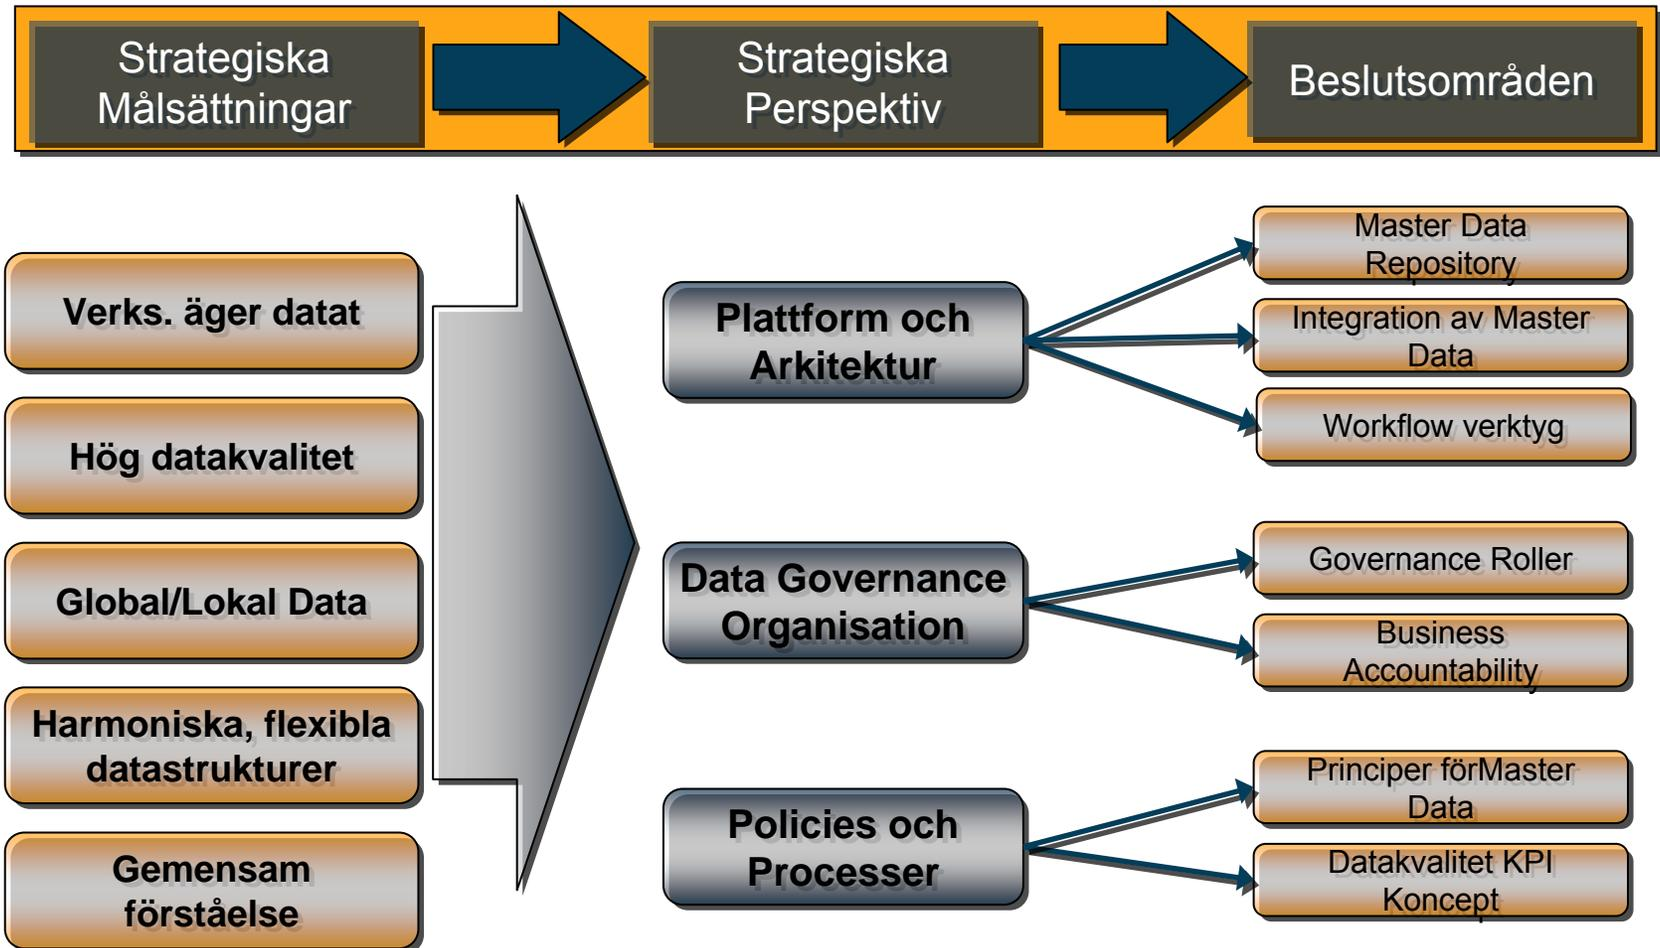 Strategiska
Målsättningar
Strategiska
Perspektiv
Beslutsområden
Verks. äger datat
Hög datakvalitet
Global/Lokal Data
Harmoniska, flexibla
datastrukturer
Gemensam
förståelse
Plattform och
Arkitektur
Data Governance
Organisation
Policies och
Processer
Master Data
Repository
Integration av Master
Data
Workflow verktyg
Governance Roller
Business
Accountability
Principer förMaster
Data
Datakvalitet KPI
Koncept